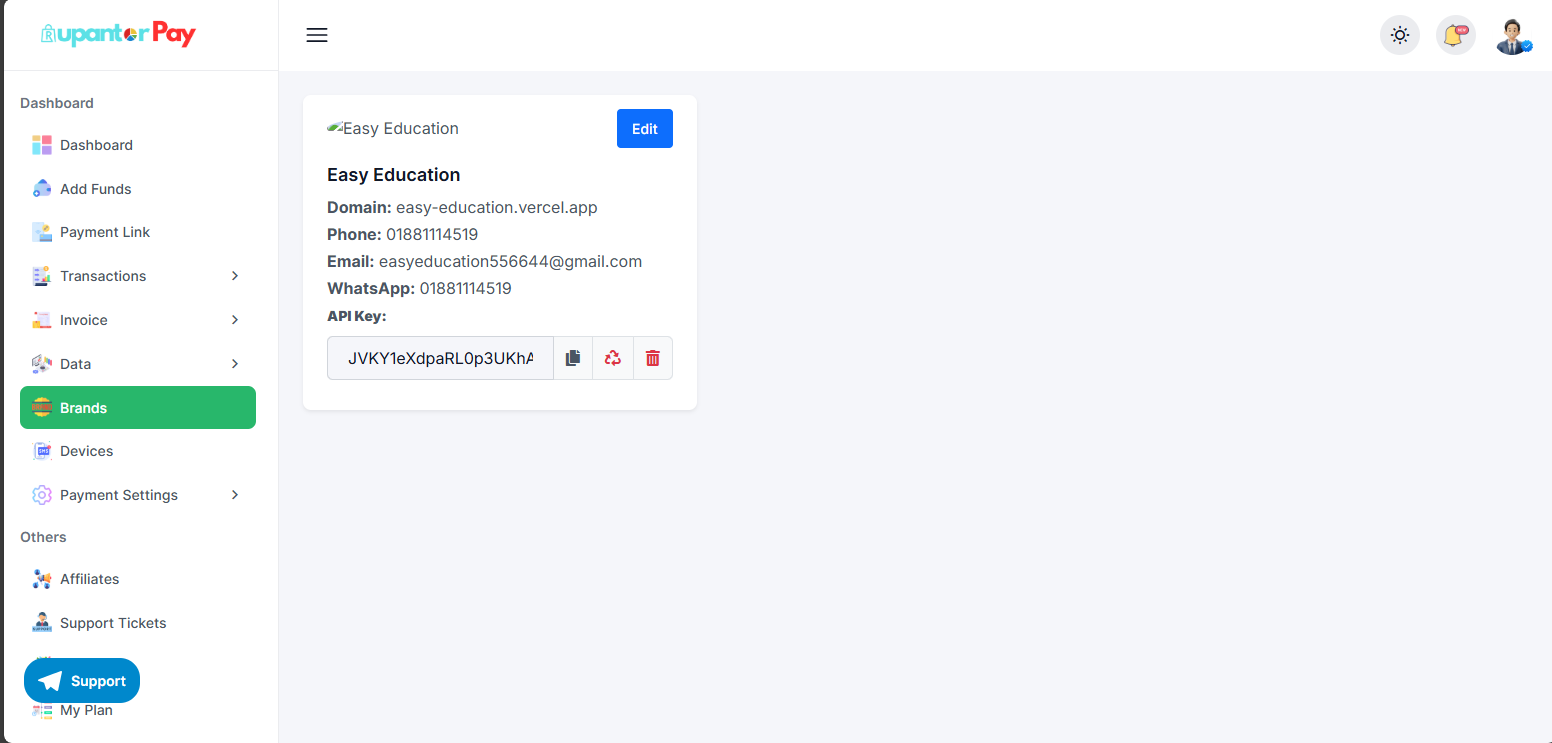 Rupantor Pay
Dashboard
Dashboard
Add Funds
Payment Link
Transactions
Invoice
Data
Brands
Devices
Payment Settings
Others
Affiliates
Support Tickets
Support
My Plan
Easy Education
Edit
Easy Education
Domain: easy-education.vercel.app
Phone: 01881114519
Email: easyeducation556644@gmail.com
WhatsApp: 01881114519
API Key:
JVKY1eXdpaRL0p3UKhA